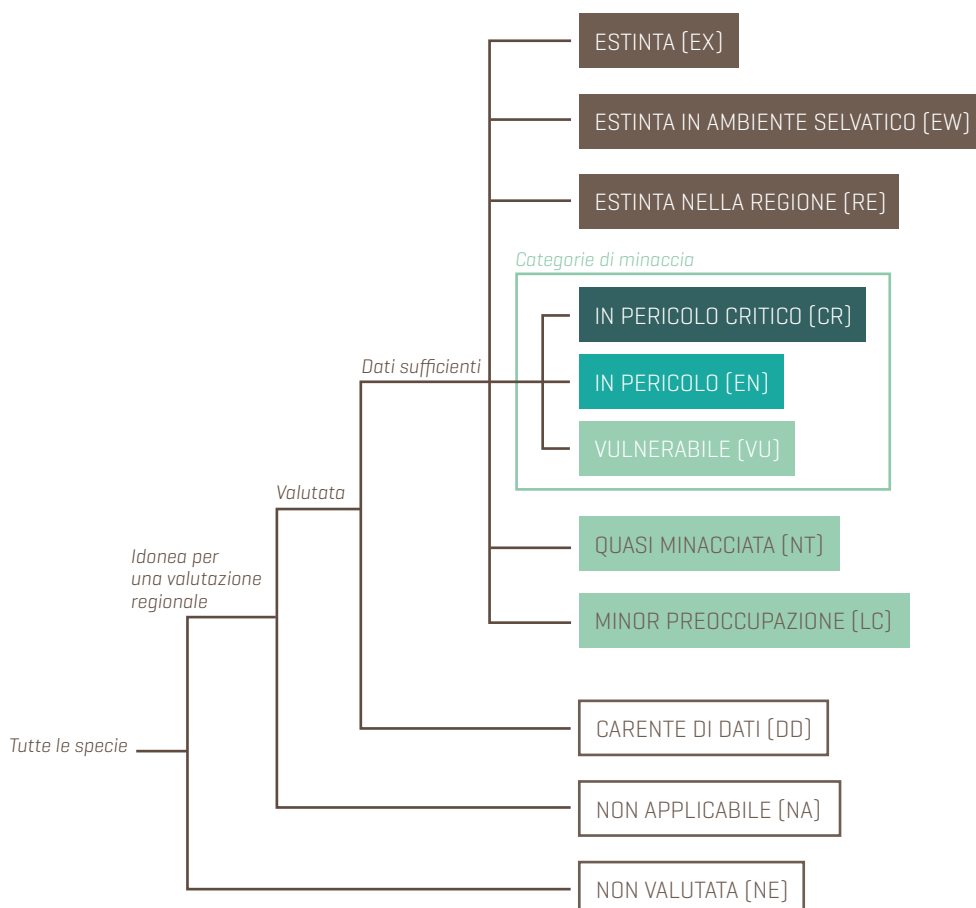 ESTINTA (EX)
ESTINTA IN AMBIENTE SELVATICO (EW)
ESTINTA NELLA REGIONE (RE)
Categorie di minaccia
IN PERICOLO CRITICO (CR)
Dati sufficienti
IN PERICOLO (EN)
VULNERABILE (VU)
Valutata
QUASI MINACCIATA (NT)
Idonea per
una valutazione
regionale
MINOR PREOCCUPAZIONE (LC)
CARENTE DI DATI (DD)
Tutte le specie
NON APPLICABILE (NA)
NON VALUTATA (NE)